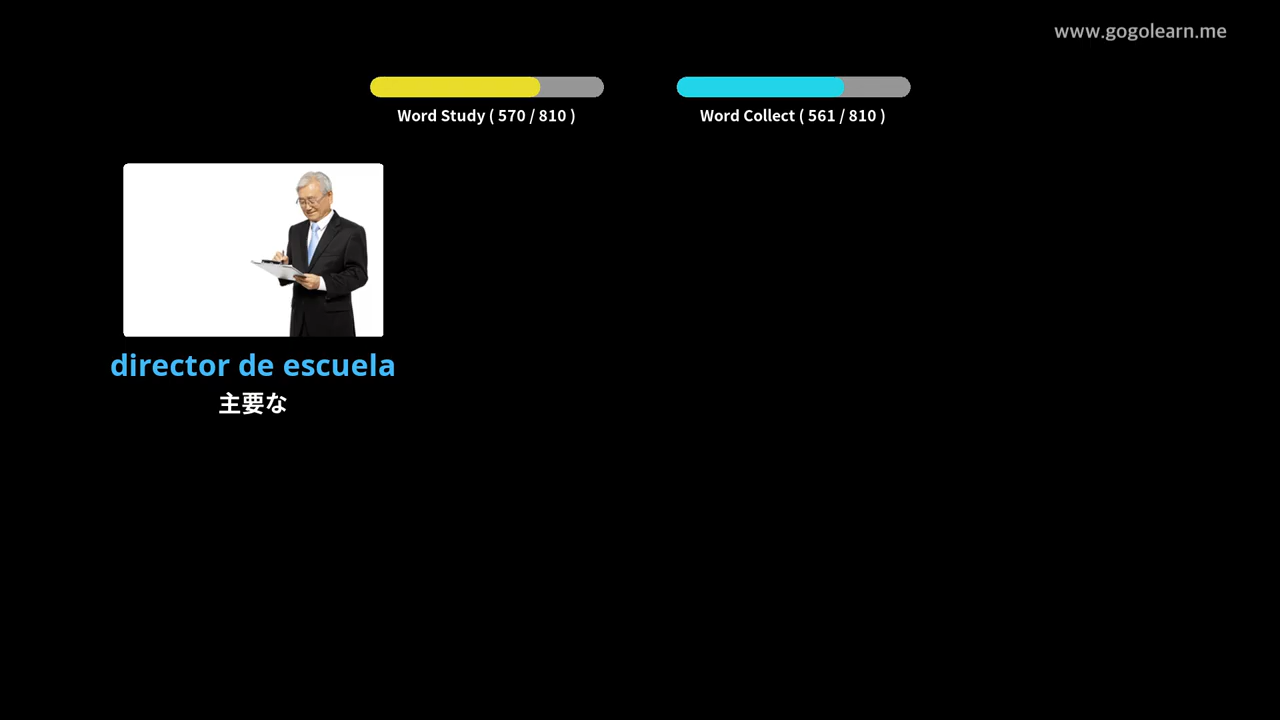 www.gogolearn.me
Word Study ( 570 / 810 )
Word Collect ( 561 / 810 )
director de escuela
主要な